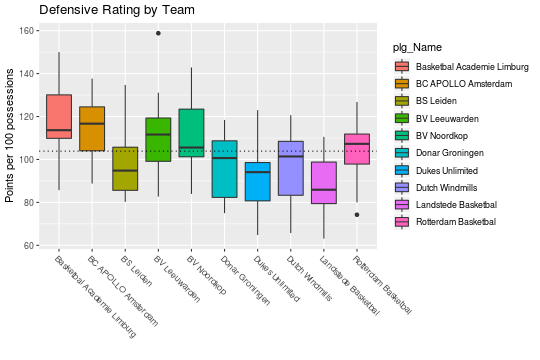 Defensive Rating by Team
Points per 100 possessions
160
140
120
100
80
60
Basketbal Academie Limburg
BC APOLLO Amsterdam
BS Leiden
BV Leeuwarden
BV Noordkop
Donar Groningen
Dukes Unlimited
Dutch Windmills
Landstede Basketbal
Rotterdam Basketbal
plg_Name
Basketbal Academie Limburg
BC APOLLO Amsterdam
BS Leiden
BV Leeuwarden
BV Noordkop
Donar Groningen
Dukes Unlimited
Dutch Windmills
Landstede Basketbal
Rotterdam Basketbal